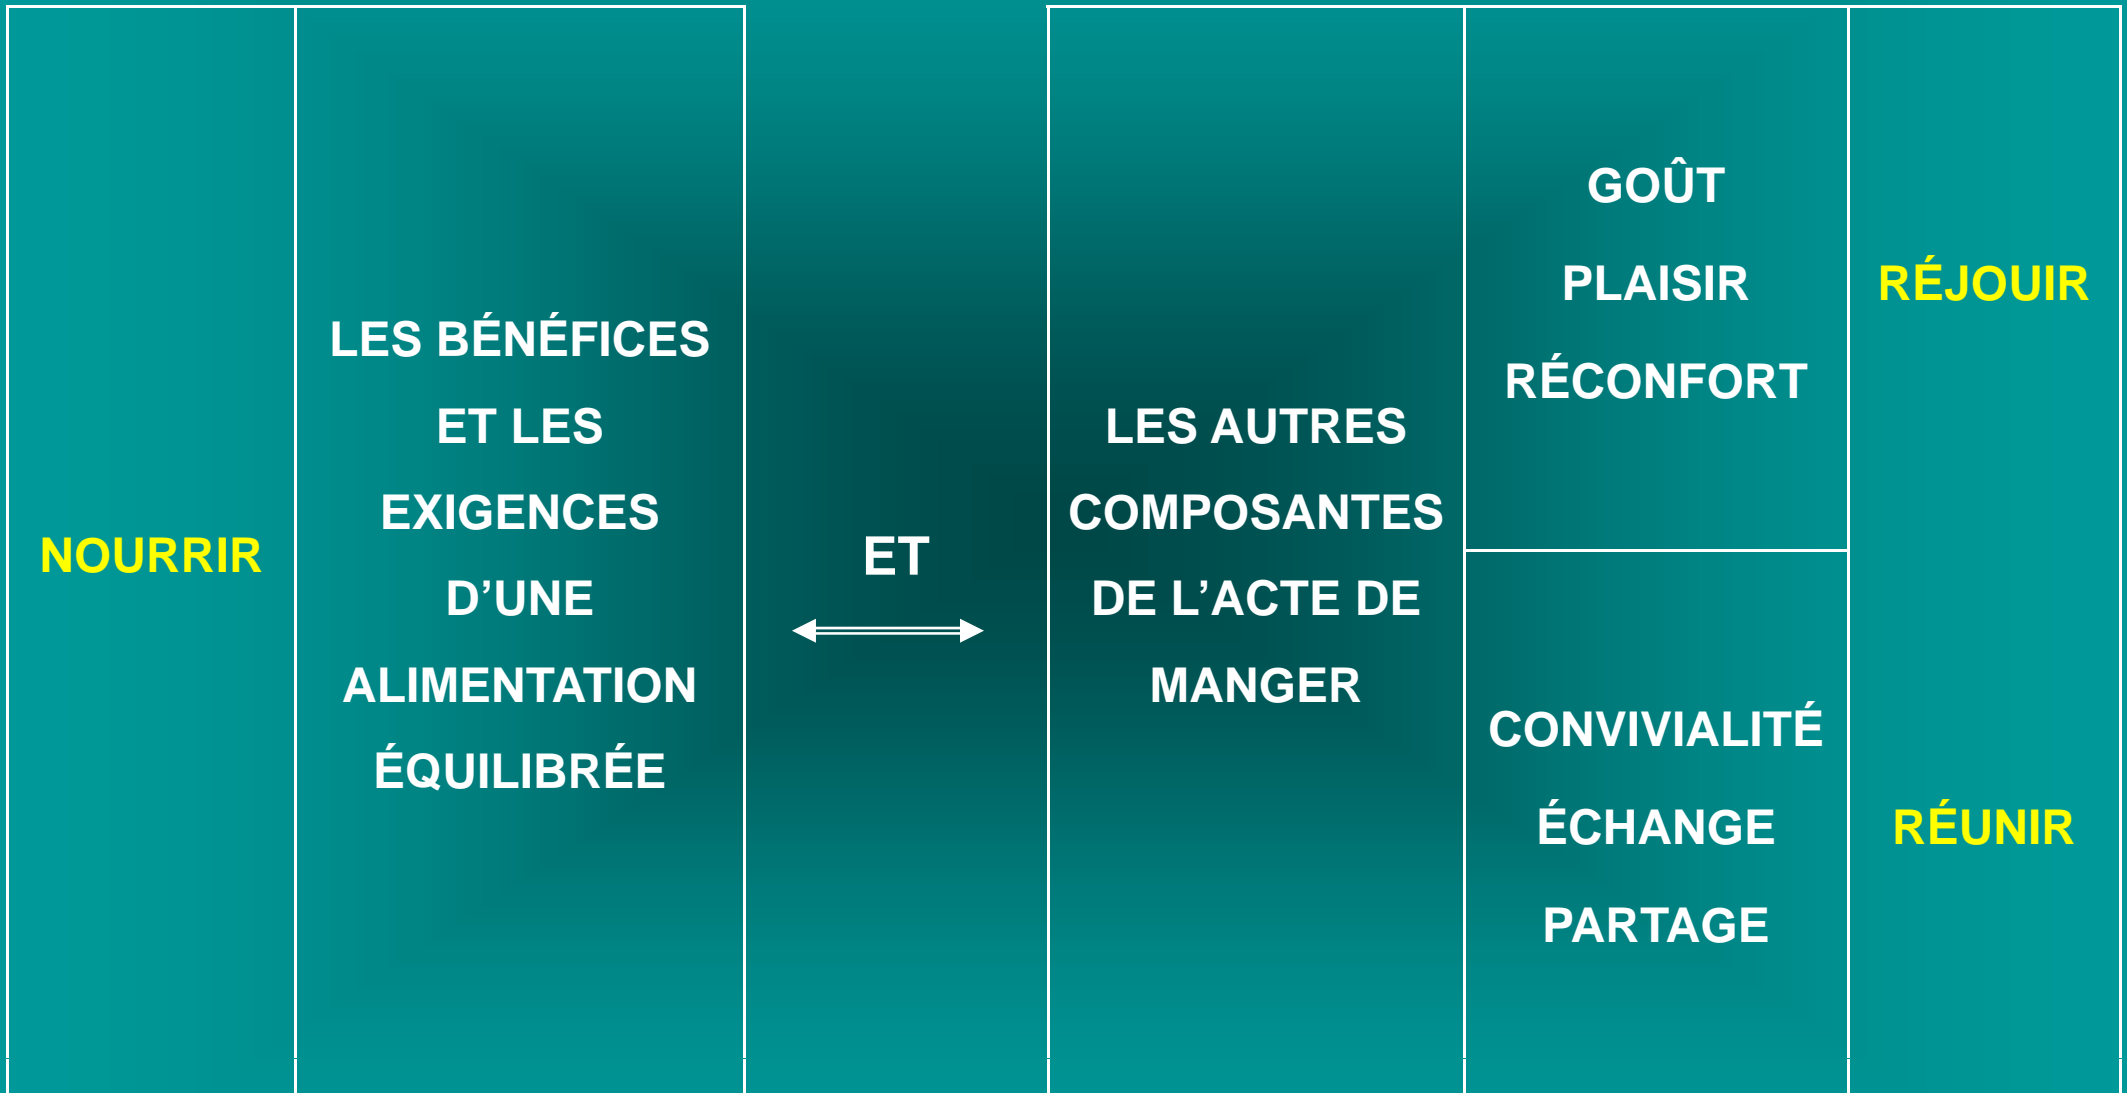 NOURRIR
LES BÉNÉFICES
ET LES
EXIGENCES
D’UNE
ALIMENTATION
ÉQUILIBRÉE
ET
LES AUTRES
COMPOSANTES
DE L’ACTE DE
MANGER
GOÛT
PLAISIR
RÉCONFORT
RÉJOUIR
CONVIVIALITÉ
ÉCHANGE
PARTAGE
RÉUNIR